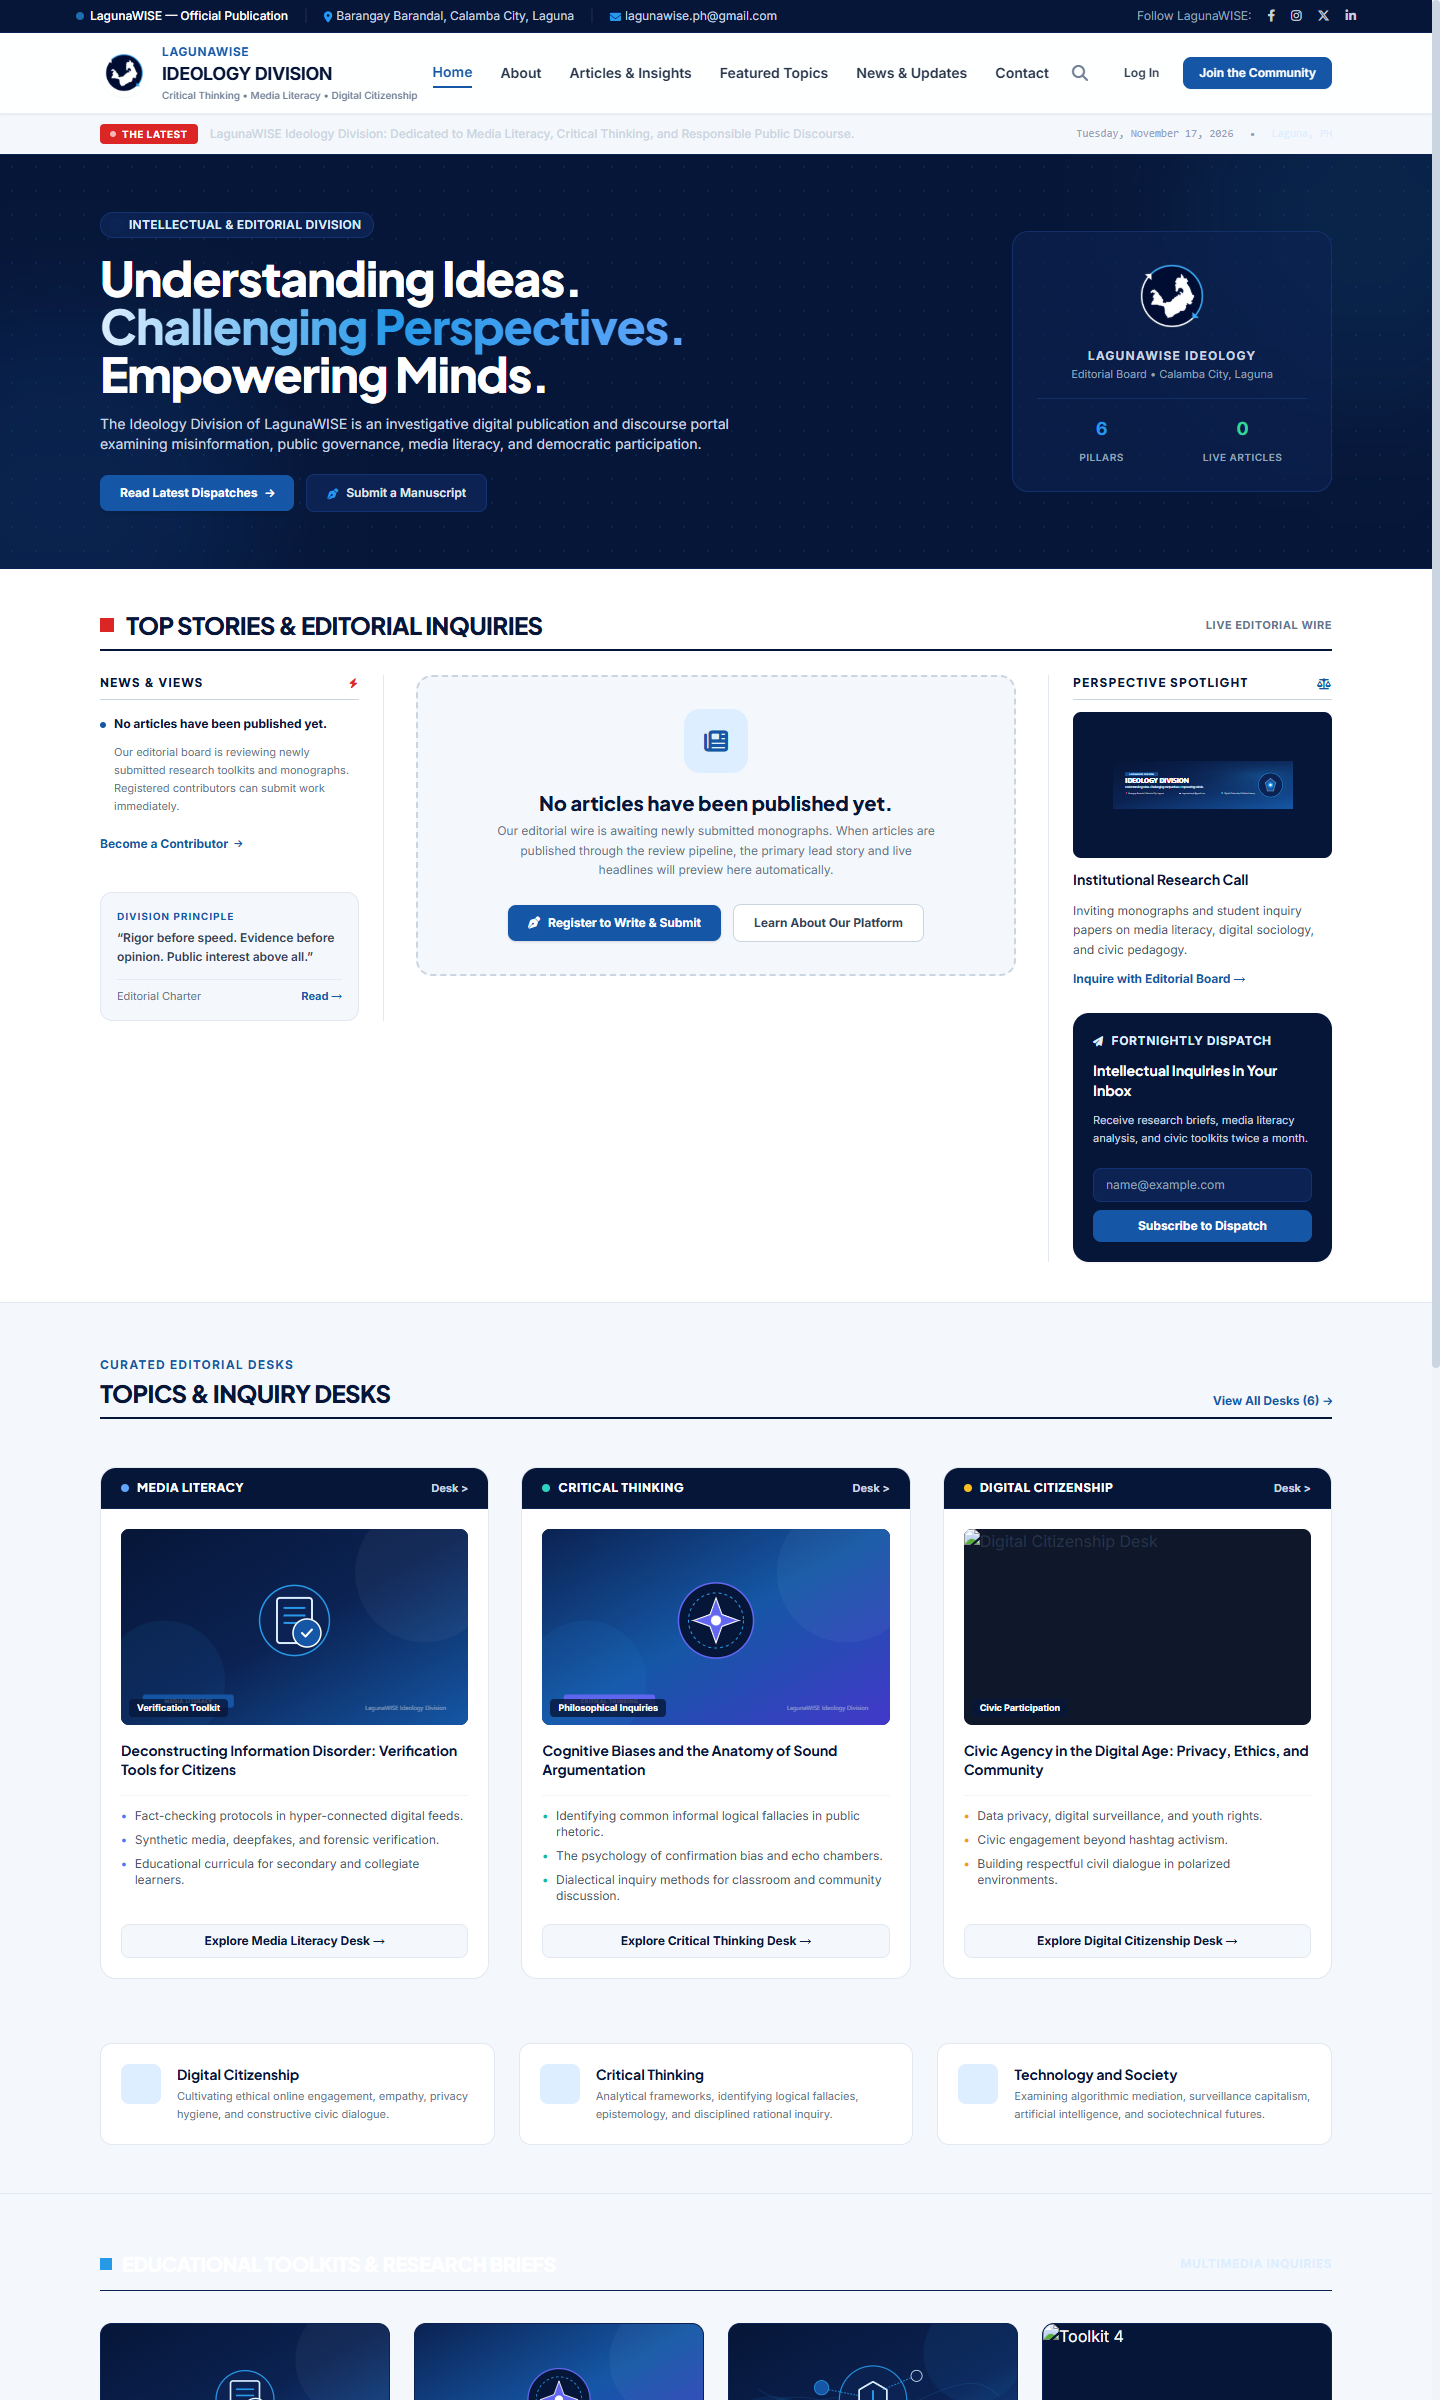 LagunaWISE — Official Publication
Barangay Barandal, Calamba City, Laguna
lagunawise.ph@gmail.com
Follow LagunaWISE:
LAGUNAWISE
IDEOLOGY DIVISION
Critical Thinking • Media Literacy • Digital Citizenship
Home
About
Articles & Insights
Featured Topics
News & Updates
Contact
Log In
Join the Community
THE LATEST
LagunaWISE Ideology Division: Dedicated to Media Literacy, Critical Thinking, and Responsible Public Discourse.
Tuesday, November 17, 2026 • Laguna, PH
INTELLECTUAL & EDITORIAL DIVISION
Understanding Ideas.
Challenging Perspectives.
Empowering Minds.
The Ideology Division of LagunaWISE is an investigative digital publication and discourse portal
examining misinformation, public governance, media literacy, and democratic participation.
Read Latest Dispatches →
Submit a Manuscript
LAGUNAWISE IDEOLOGY
Editorial Board • Calamba City, Laguna
6
PILLARS
0
LIVE ARTICLES
TOP STORIES & EDITORIAL INQUIRIES
LIVE EDITORIAL WIRE
NEWS & VIEWS
No articles have been published yet.
Our editorial board is reviewing newly
submitted research toolkits and monographs.
Registered contributors can submit work
immediately.
Become a Contributor →
DIVISION PRINCIPLE
“Rigor before speed. Evidence before
opinion. Public interest above all.”
Editorial Charter
Read →
No articles have been published yet.
Our editorial wire is awaiting newly submitted monographs. When articles are
published through the review pipeline, the primary lead story and live
headlines will preview here automatically.
Register to Write & Submit
Learn About Our Platform
PERSPECTIVE SPOTLIGHT
IDEOLOGY DIVISION
Institutional Research Call
Inviting monographs and student inquiry
papers on media literacy, digital sociology,
and civic pedagogy.
Inquire with Editorial Board →
FORTNIGHTLY DISPATCH
Intellectual Inquiries in Your
Inbox
Receive research briefs, media literacy
analysis, and civic toolkits twice a month.
name@example.com
Subscribe to Dispatch
CURATED EDITORIAL DESKS
TOPICS & INQUIRY DESKS
View All Desks (6) →
MEDIA LITERACY
Desk >
Verification Toolkit
LagunaWISE Ideology Division
Deconstructing Information Disorder: Verification
Tools for Citizens
• Fact-checking protocols in hyper-connected digital feeds.
• Synthetic media, deepfakes, and forensic verification.
• Educational curricula for secondary and collegiate
learners.
Explore Media Literacy Desk →
CRITICAL THINKING
Desk >
Philosophical Inquiries
LagunaWISE Ideology Division
Cognitive Biases and the Anatomy of Sound
Argumentation
• Identifying common informal logical fallacies in public
rhetoric.
• The psychology of confirmation bias and echo chambers.
• Dialectical inquiry methods for classroom and community
discussion.
Explore Critical Thinking Desk →
DIGITAL CITIZENSHIP
Desk >
Digital Citizenship Desk
Civic Participation
Civic Agency in the Digital Age: Privacy, Ethics, and
Community
• Data privacy, digital surveillance, and youth rights.
• Civic engagement beyond hashtag activism.
• Building respectful civil dialogue in polarized
environments.
Explore Digital Citizenship Desk →
Digital Citizenship
Cultivating ethical online engagement, empathy, privacy
hygiene, and constructive civic dialogue.
Critical Thinking
Analytical frameworks, identifying logical fallacies,
epistemology, and disciplined rational inquiry.
Technology and Society
Examining algorithmic mediation, surveillance capitalism,
artificial intelligence, and sociotechnical futures.
EDUCATIONAL TOOLKITS & RESEARCH BRIEFS
MULTIMEDIA INQUIRIES
Toolkit 4